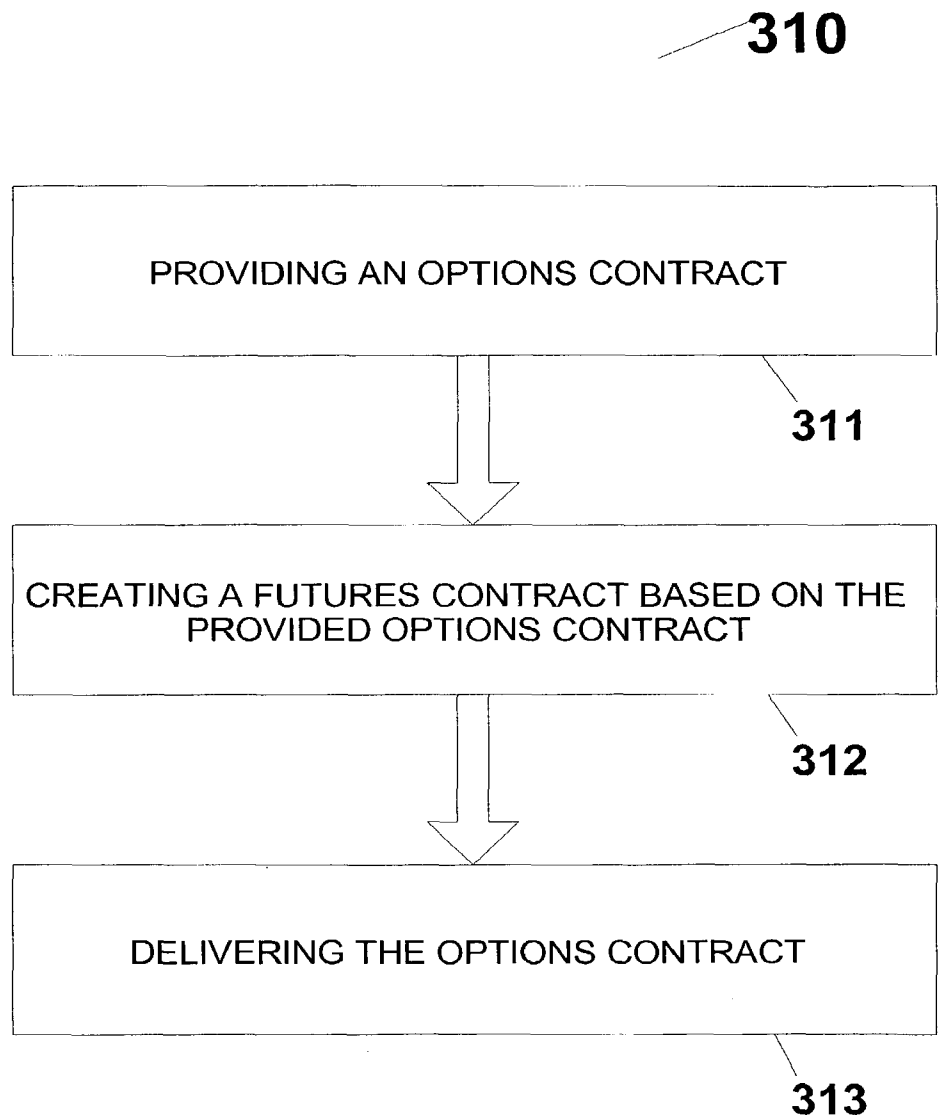 310
PROVIDING AN OPTIONS CONTRACT
311
CREATING A FUTURES CONTRACT BASED ON THE
PROVIDED OPTIONS CONTRACT
312
DELIVERING THE OPTIONS CONTRACT
313